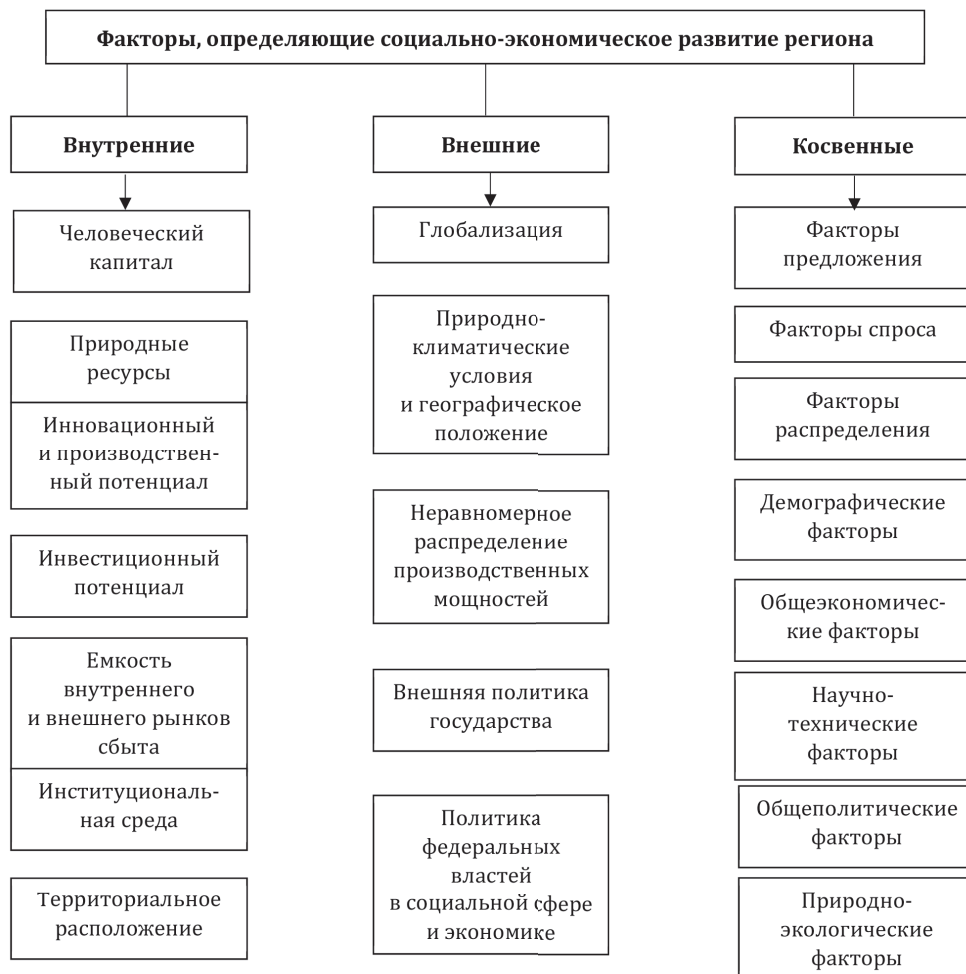 Факторы, определяющие социально-экономическое развитие региона
Внутренние
Человеческий
капитал
Природные
ресурсы
Инновационный
и производствен-
ный потенциал
Инвестиционный
потенциал
Емкость
внутреннего
и внешнего рынков
сбыта
Институциональ-
ная среда
Территориальное
расположение
Внешние
Глобализация
Природно-
климатические
условия
и географическое
положение
Неравномерное
распределение
производственных
мощностей
Внешняя политика
государства
Политика
федеральных
властей
в социальной сфере
и экономике
Косвенные
Факторы
предложения
Факторы спроса
Факторы
распределения
Демографические
факторы
Общеэкономичес-
кие факторы
Научно-
технические
факторы
Общеполитические
факторы
Природно-
экологические
факторы